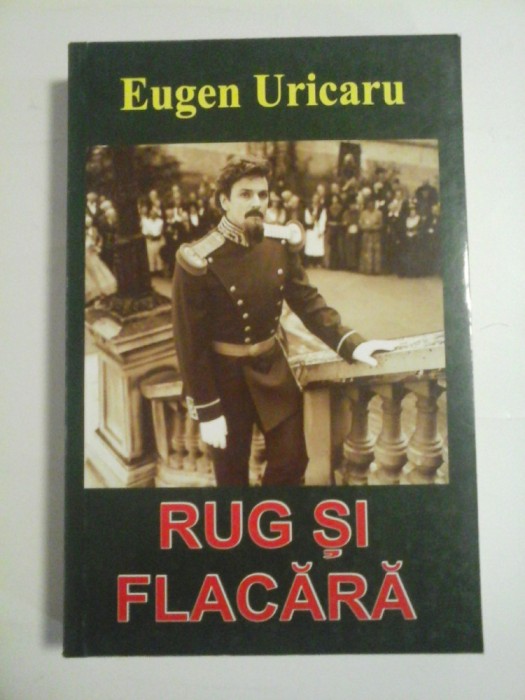 Eugen Uricaru
RUG ȘI
FLACĂRĂ